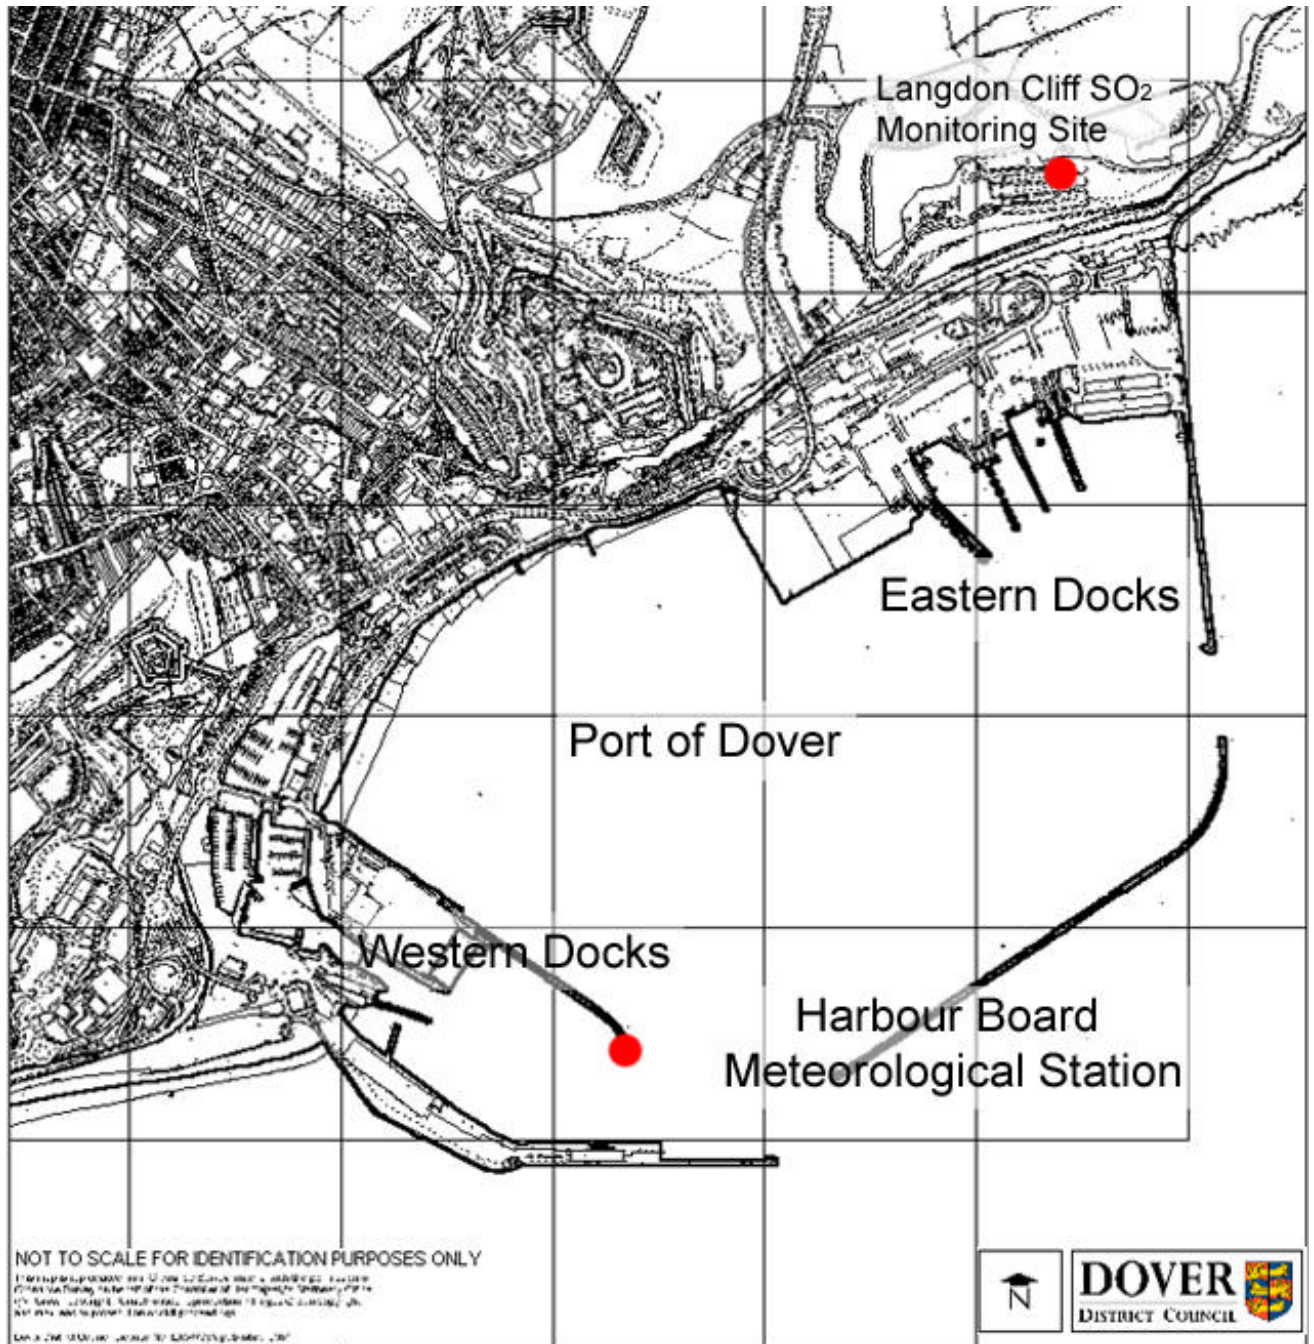 Langdon Cliff SO₂
Monitoring Site
Eastern Docks
Port of Dover
Western Docks
Harbour Board
Meteorological Station
NOT TO SCALE FOR IDENTIFICATION PURPOSES ONLY
N
DOVER
DISTRICT COUNCIL